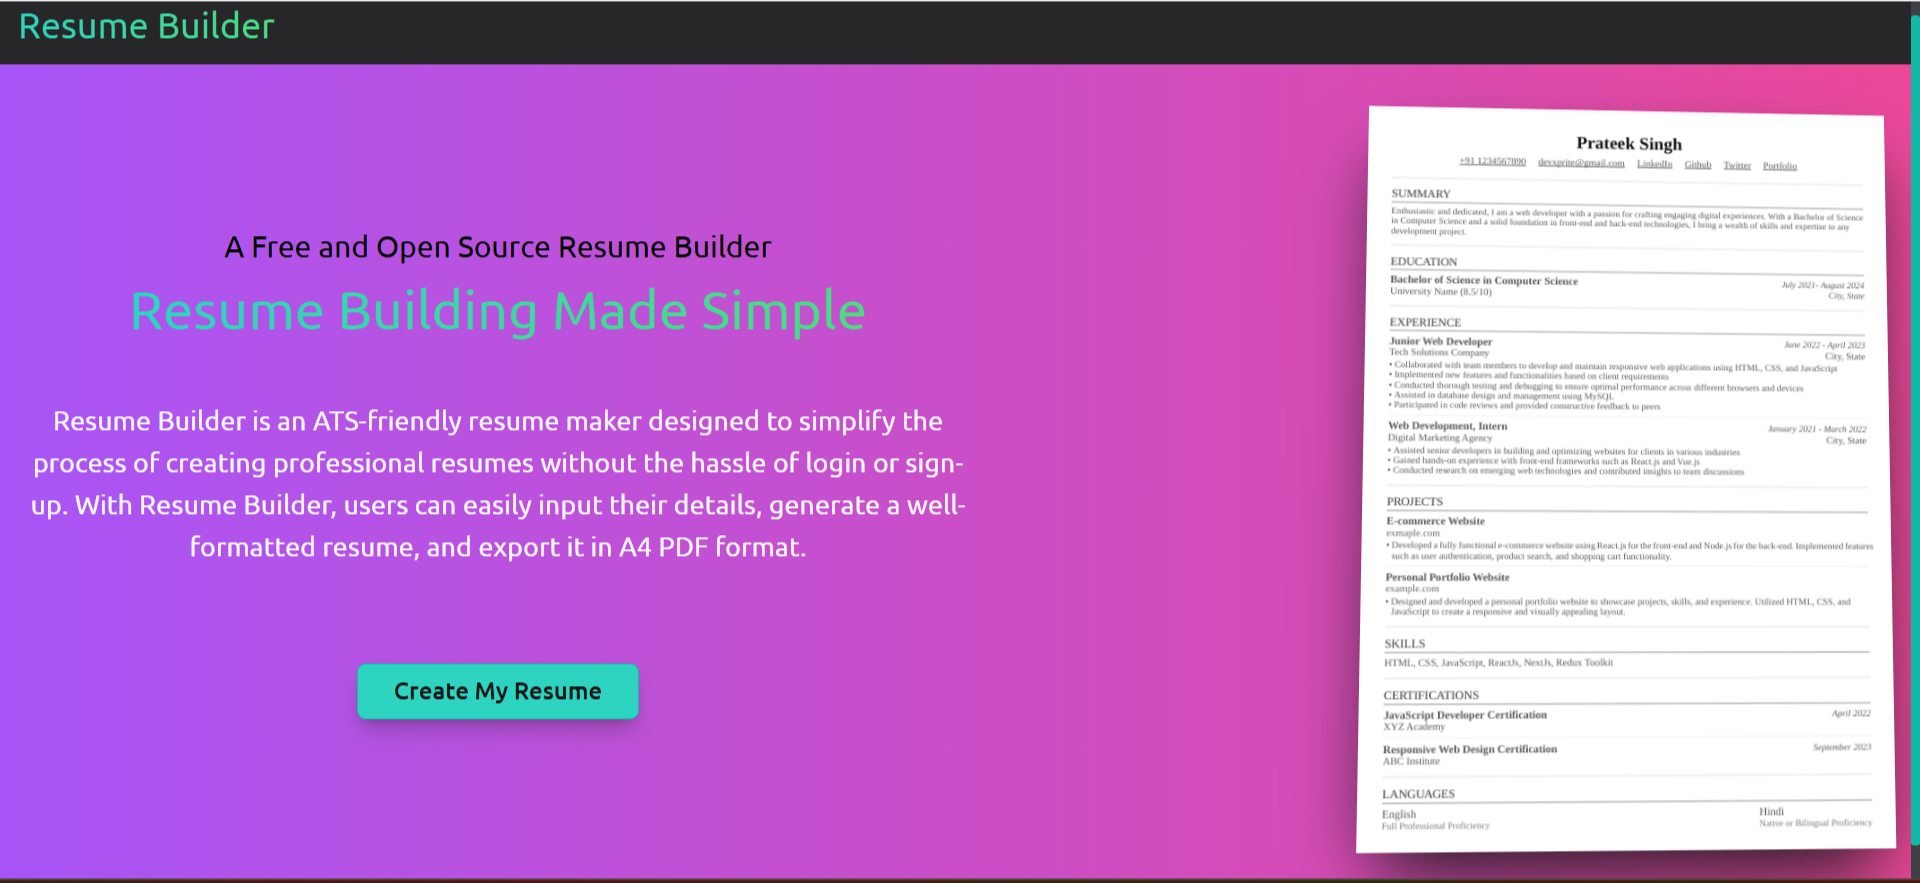 Resume Builder
A Free and Open Source Resume Builder
Resume Building Made Simple
Resume Builder is an ATS-friendly resume maker designed to simplify the
process of creating professional resumes without the hassle of login or sign-
up. With Resume Builder, users can easily input their details, generate a well-
formatted resume, and export it in A4 PDF format.
Create My Resume
Prateek Singh
+91 1234567890 devxprite@gmail.com LinkedIn Github Twitter Portfolio
SUMMARY
Enthusiastic and dedicated, I am a web developer with a passion for crafting engaging digital experiences. With a Bachelor of Science
in Computer Science and a solid foundation in front-end and back-end technologies, I bring a wealth of skills and expertise to any
development project.
EDUCATION
Bachelor of Science in Computer Science July 2021- August 2024
University Name (8.5/10) City, State
EXPERIENCE
Junior Web Developer June 2022 - April 2023
Tech Solutions Company City, State
• Collaborated with team members to develop and maintain responsive web applications using HTML, CSS, and JavaScript
• Implemented new features and functionalities based on client requirements
• Conducted thorough testing and debugging to ensure optimal performance across different browsers and devices
• Assisted in database design and management using MySQL
• Participated in code reviews and provided constructive feedback to peers
Web Development, Intern January 2021 - March 2022
Digital Marketing Agency City, State
• Assisted senior developers in building and optimizing websites for clients in various industries
• Gained hands-on experience with front-end frameworks such as React.js and Vue.js
• Conducted research on emerging web technologies and contributed insights to team discussions
PROJECTS
E-commerce Website
exmaple.com
• Developed a fully functional e-commerce website using React.js for the front-end and Node.js for the back-end. Implemented features
such as user authentication, product search, and shopping cart functionality.
Personal Portfolio Website
example.com
• Designed and developed a personal portfolio website to showcase projects, skills, and experience. Utilized HTML, CSS, and
JavaScript to create a responsive and visually appealing layout.
SKILLS
HTML, CSS, JavaScript, ReactJs, NextJs, Redux Toolkit
CERTIFICATIONS
JavaScript Developer Certification April 2022
XYZ Academy
Responsive Web Design Certification September 2023
ABC Institute
LANGUAGES
English Hindi
Full Professional Proficiency Native or Bilingual Proficiency